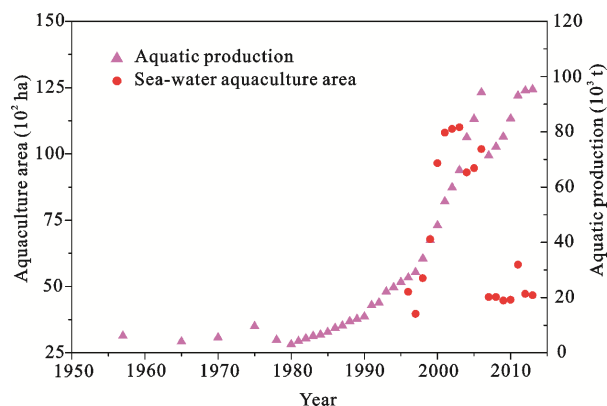 150
125
100
75
50
25
Aquaculture area (10² ha)
Aquatic production
Sea-water aquaculture area
120
100
80
60
40
20
0
Aquatic production (10³ t)
1950 1960 1970 1980 1990 2000 2010
Year